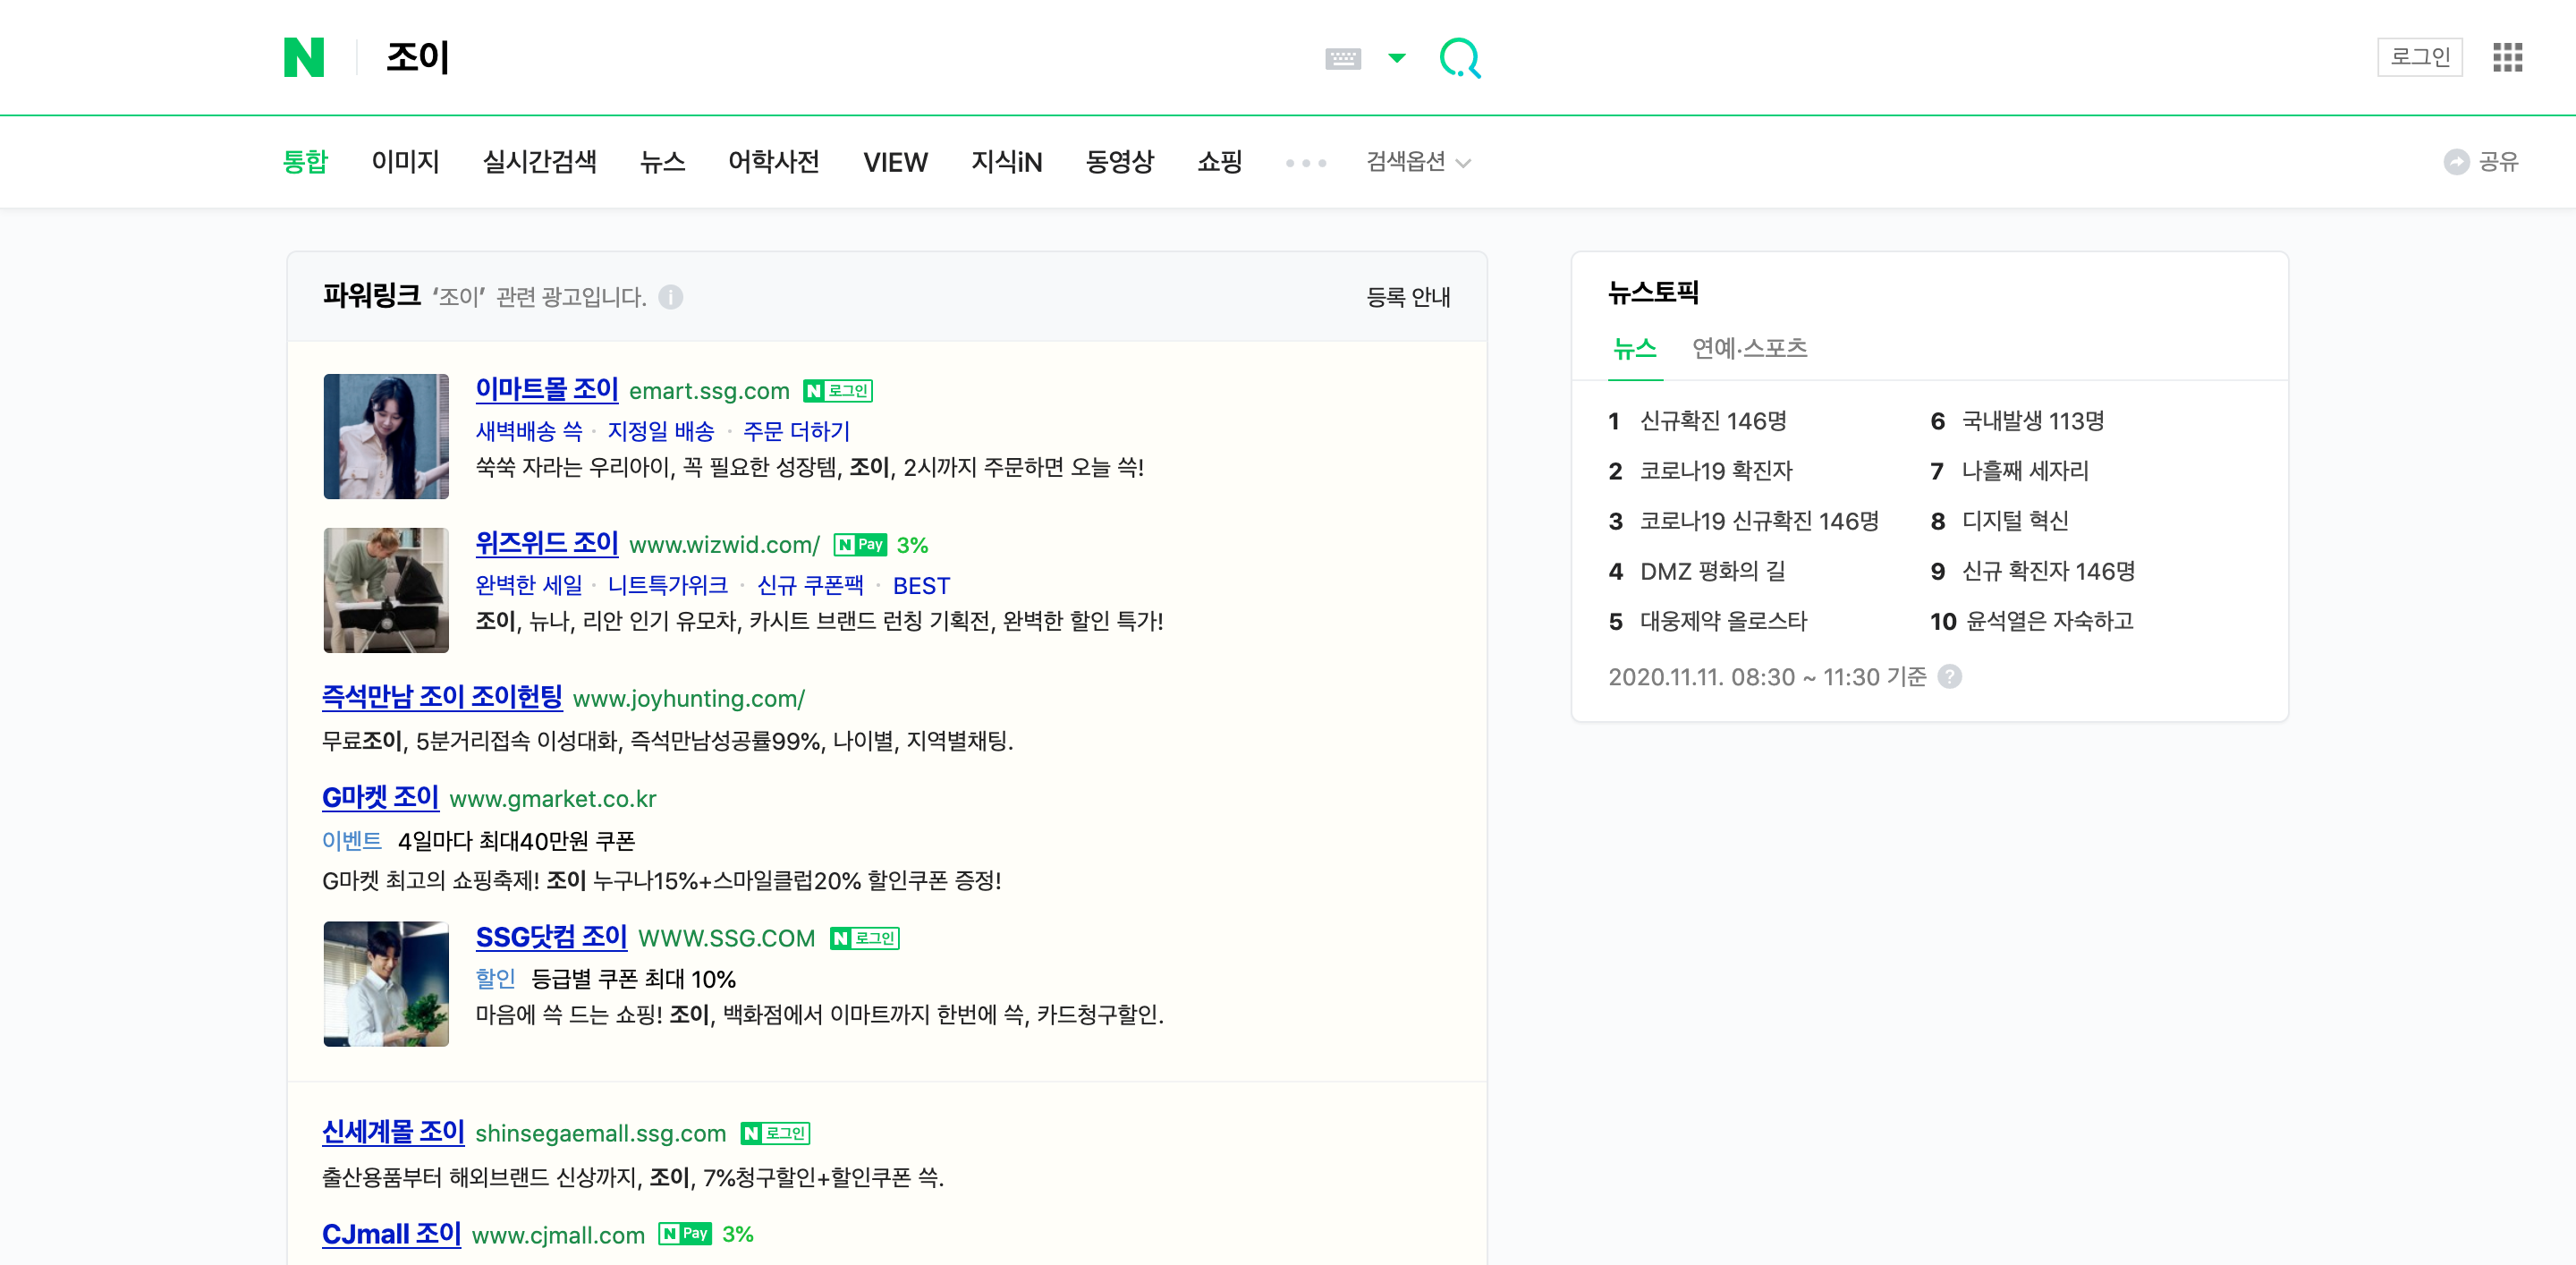 N 조이
로그인
통합 이미지 실시간검색 뉴스 어학사전 VIEW 지식iN 동영상 쇼핑 검색옵션
공유
파워링크 '조이' 관련 광고입니다. i 등록 안내
이마트몰 조이 emart.ssg.com N 로그인
새벽배송 쓱 · 지정일 배송 · 주문 더하기
쑥쑥 자라는 우리아이, 꼭 필요한 성장템, 조이, 2시까지 주문하면 오늘 쓱!
위즈위드 조이 www.wizwid.com/ N Pay 3%
완벽한 세일 · 니트특가위크 · 신규 쿠폰팩 · BEST
조이, 뉴나, 리안 인기 유모차, 카시트 브랜드 런칭 기획전, 완벽한 할인 특가!
즉석만남 조이 조이헌팅 www.joyhunting.com/
무료조이, 5분거리접속 이성대화, 즉석만남성공률99%, 나이별, 지역별채팅.
G마켓 조이 www.gmarket.co.kr
이벤트 4일마다 최대40만원 쿠폰
G마켓 최고의 쇼핑축제! 조이 누구나15%+스마일클럽20% 할인쿠폰 증정!
SSG닷컴 조이 WWW.SSG.COM N 로그인
할인 등급별 쿠폰 최대 10%
마음에 쓱 드는 쇼핑! 조이, 백화점에서 이마트까지 한번에 쓱, 카드청구할인.
신세계몰 조이 shinsegaemall.ssg.com N 로그인
출산용품부터 해외브랜드 신상까지, 조이, 7%청구할인+할인쿠폰 쓱.
CJmall 조이 www.cjmall.com N Pay 3%
뉴스토픽
뉴스 연예·스포츠
1 신규확진 146명
2 코로나19 확진자
3 코로나19 신규확진 146명
4 DMZ 평화의 길
5 대웅제약 올로스타
6 국내발생 113명
7 나흘째 세자리
8 디지털 혁신
9 신규 확진자 146명
10 윤석열은 자숙하고
2020.11.11. 08:30 ~ 11:30 기준 ?